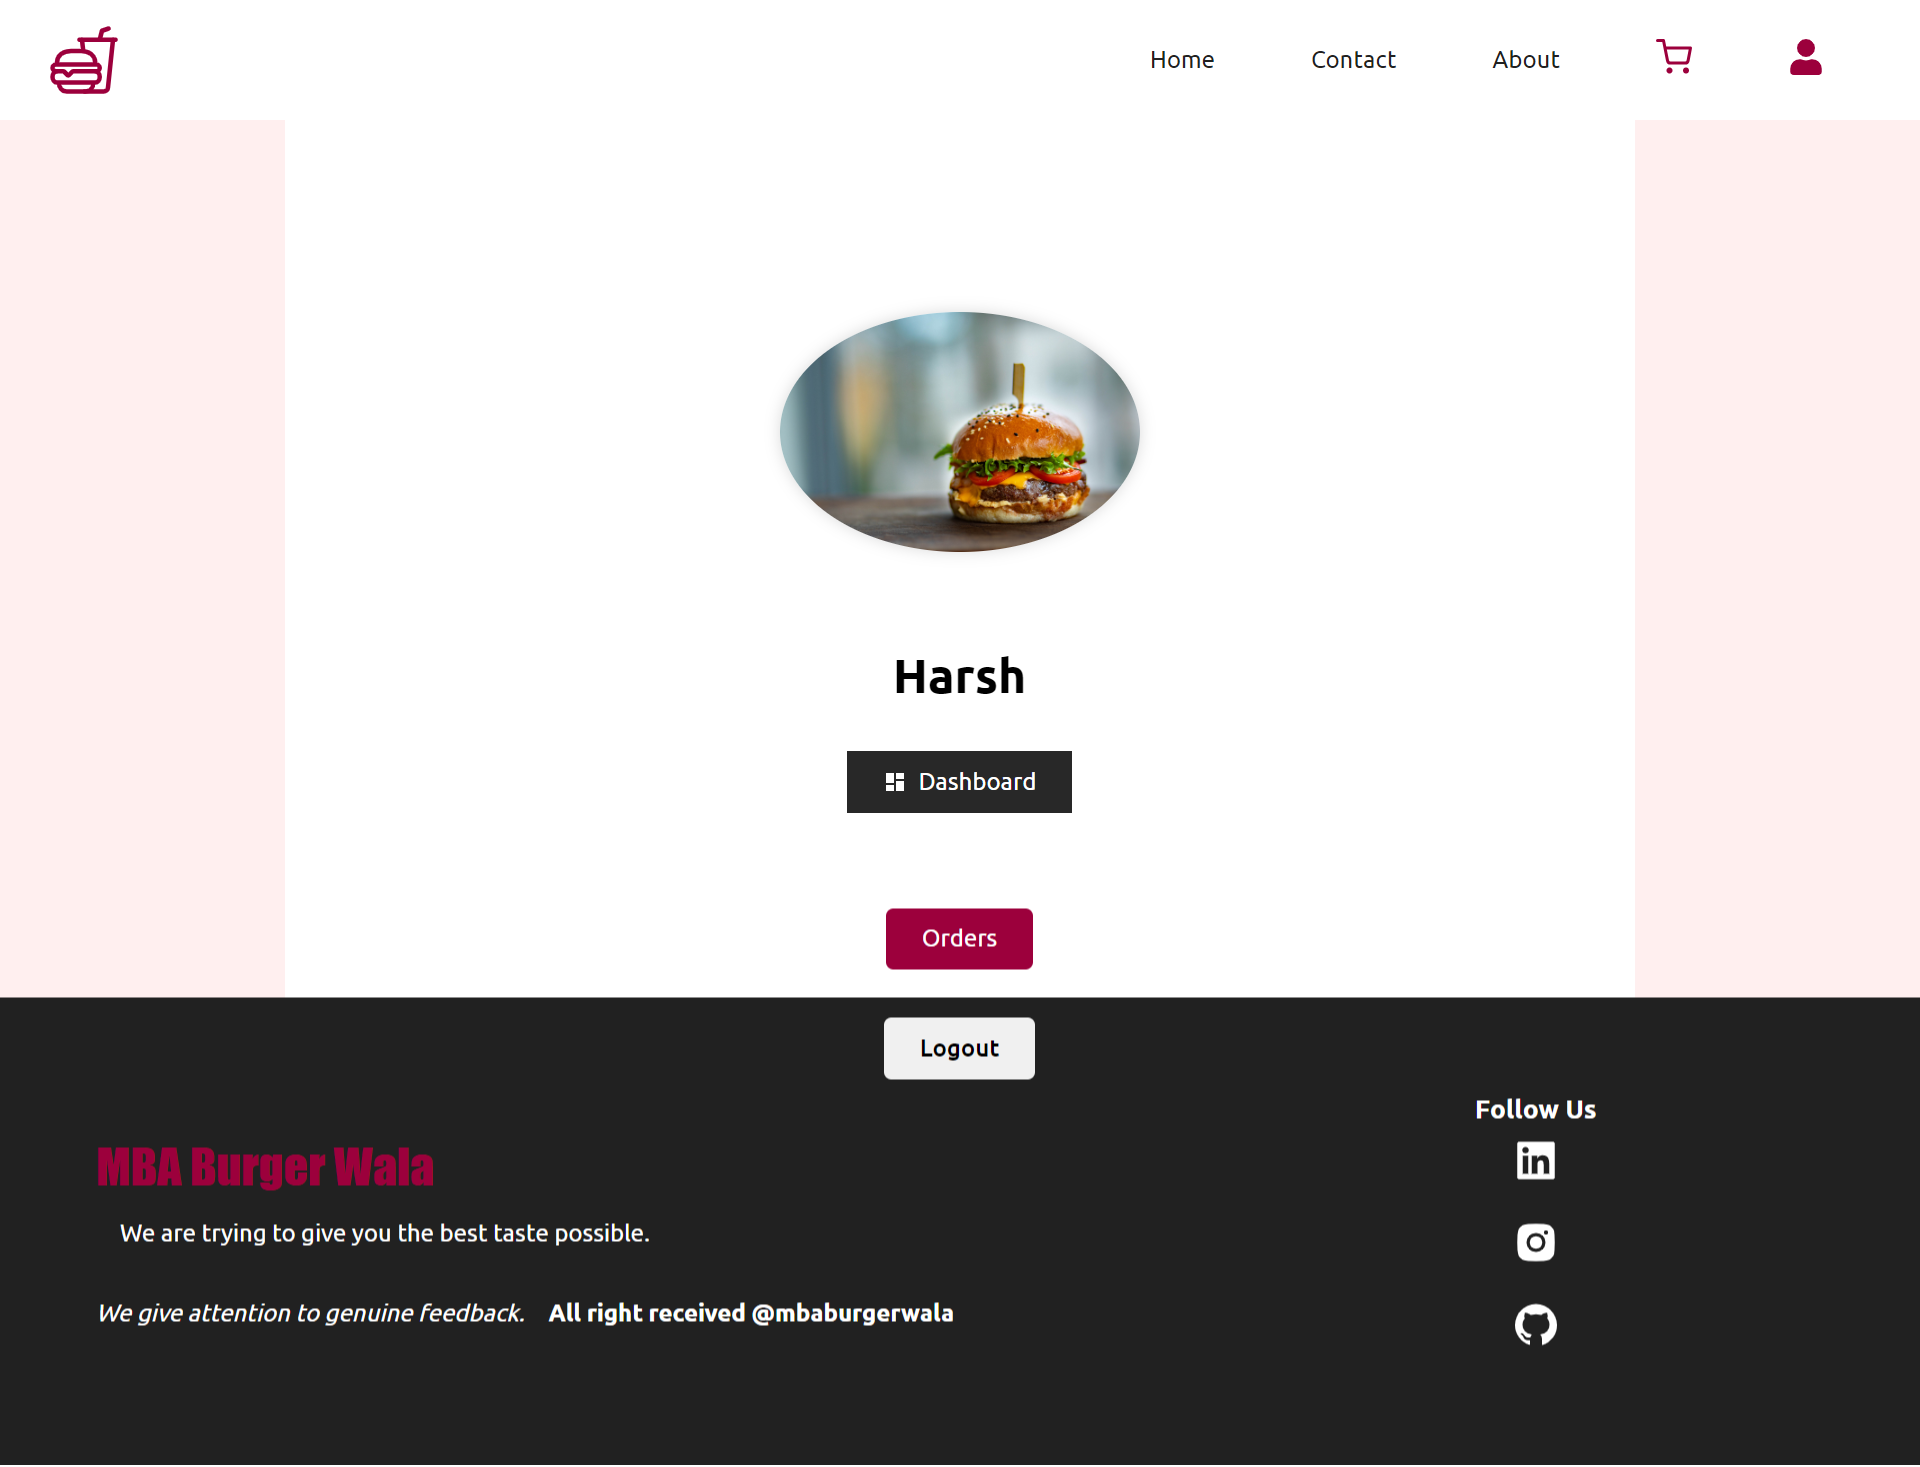 Home
Contact
About
Harsh
Dashboard
Orders
Logout
MBA Burger Wala
We are trying to give you the best taste possible.
We give attention to genuine feedback. All right received @mbaburgerwala
Follow Us